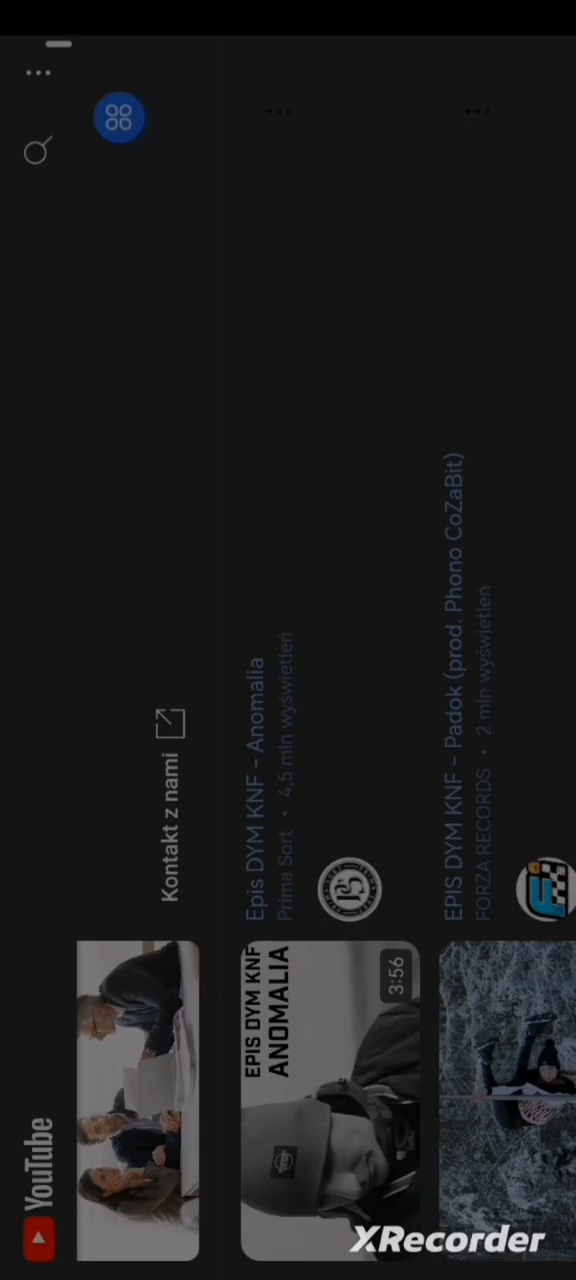 YouTube
Kontakt z nami
EPIS DYM KNF
ANOMALIA
3:56
Epis DYM KNF – Anomalia
Prima Sort • 4,5 mln wyświetleń
EPIS DYM KNF – Padok (prod. Phono CoZaBit)
FORZA RECORDS • 2 mln wyświetleń
XRecorder